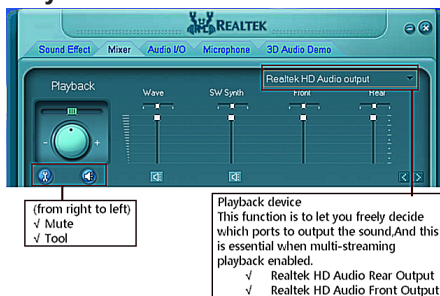 REALTEK
Sound Effect Mixer Audio I/O Microphone 3D Audio Demo
Realtek HD Audio output
Playback
Wave SW Synth Front Rear
- +
(from right to left)
√ Mute
√ Tool
Playback device
This function is to let you freely decide
which ports to output the sound,And this
is essential when multi-streaming
playback enabled.
√ Realtek HD Audio Rear Output
√ Realtek HD Audio Front Output